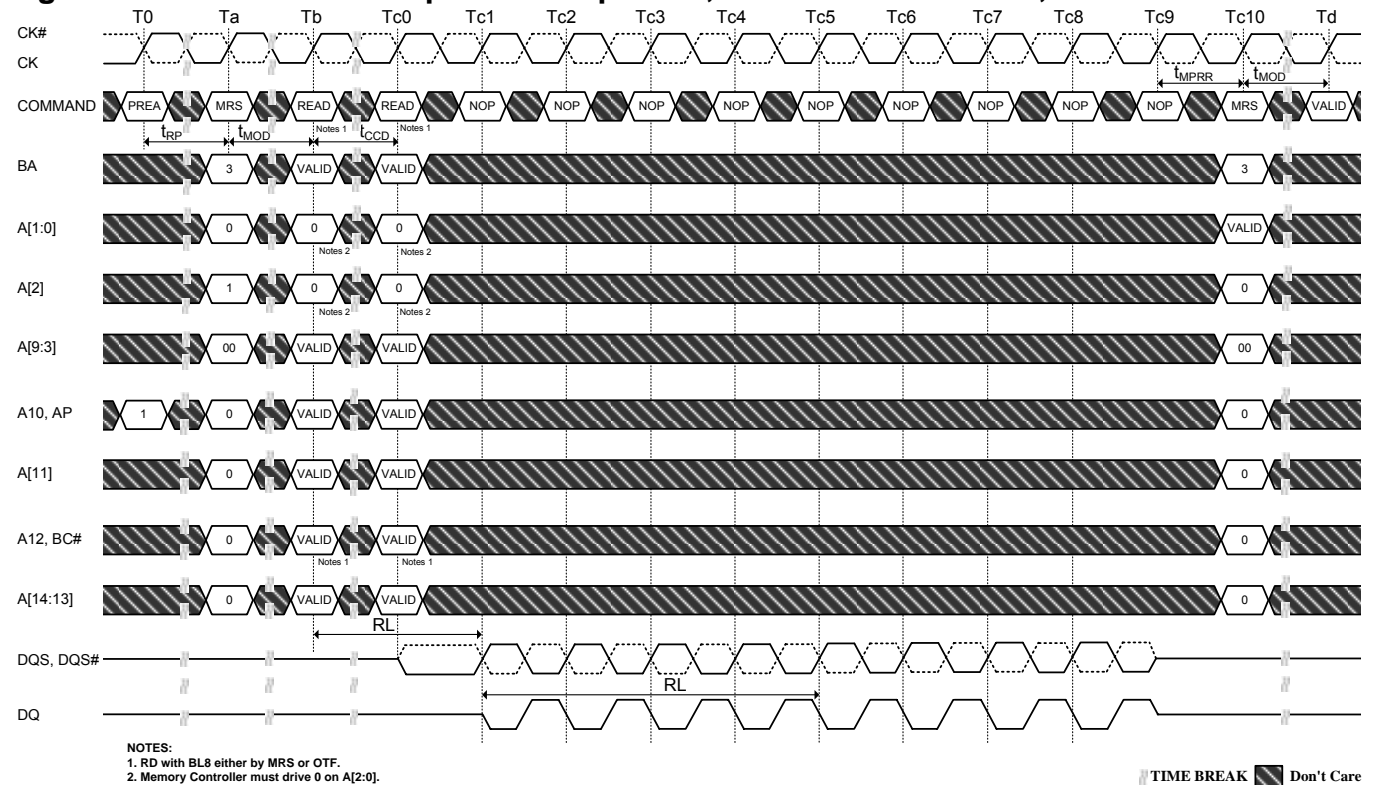 T0 Ta Tb Tc0 Tc1 Tc2 Tc3 Tc4 Tc5 Tc6 Tc7 Tc8 Tc9 Tc10 Td
CK#
CK
tMPRR tMOD
COMMAND PREA MRS READ READ NOP NOP NOP NOP NOP NOP NOP NOP NOP MRS VALID
Notes 1 Notes 1
tRP tMOD tCCD
BA 3 VALID VALID 3
A[1:0] 0 0 0 VALID
Notes 2 Notes 2
A[2] 1 0 0 0
Notes 2 Notes 2
A[9:3] 00 VALID VALID 00
A10, AP 1 0 VALID VALID 0
A[11] 0 VALID VALID 0
A12, BC# 0 VALID VALID 0
Notes 1 Notes 1
A[14:13] 0 VALID VALID 0
RL
DQS, DQS#
RL
DQ
NOTES:
1. RD with BL8 either by MRS or OTF.
2. Memory Controller must drive 0 on A[2:0].
TIME BREAK Don't Care